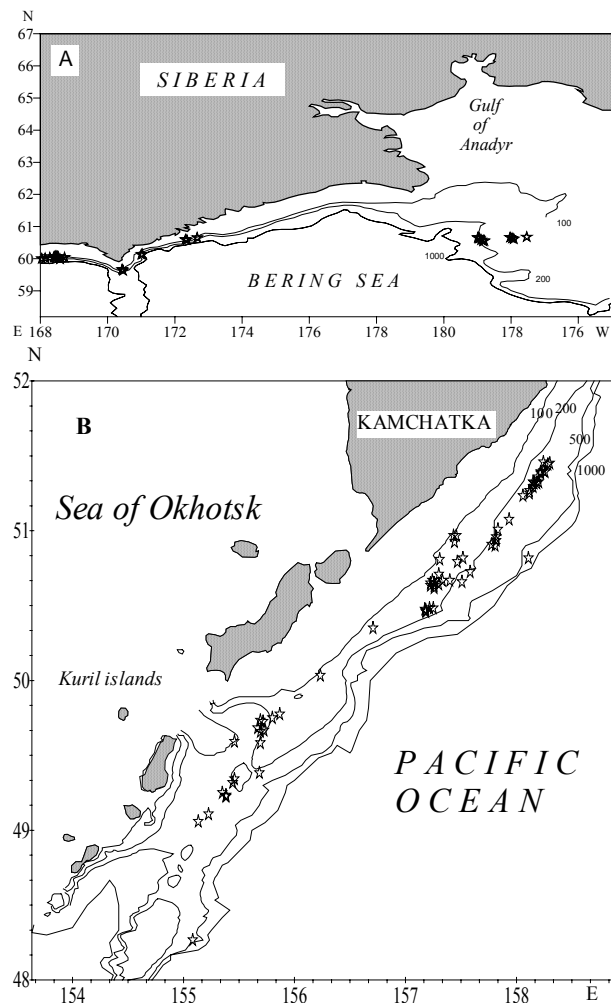 N
67
A
SIBERIA
66
65
Gulf
of
Anadyr
64
63
62
61
100
60
1000
200
BERING SEA
59
E 168 170 172 174 176 178 180 178 176 W
N
52
B
KAMCHATKA
100 200
500
1000
Sea of Okhotsk
51
Kuril islands
50
PACIFIC
OCEAN
49
48
154 155 156 157 158 E